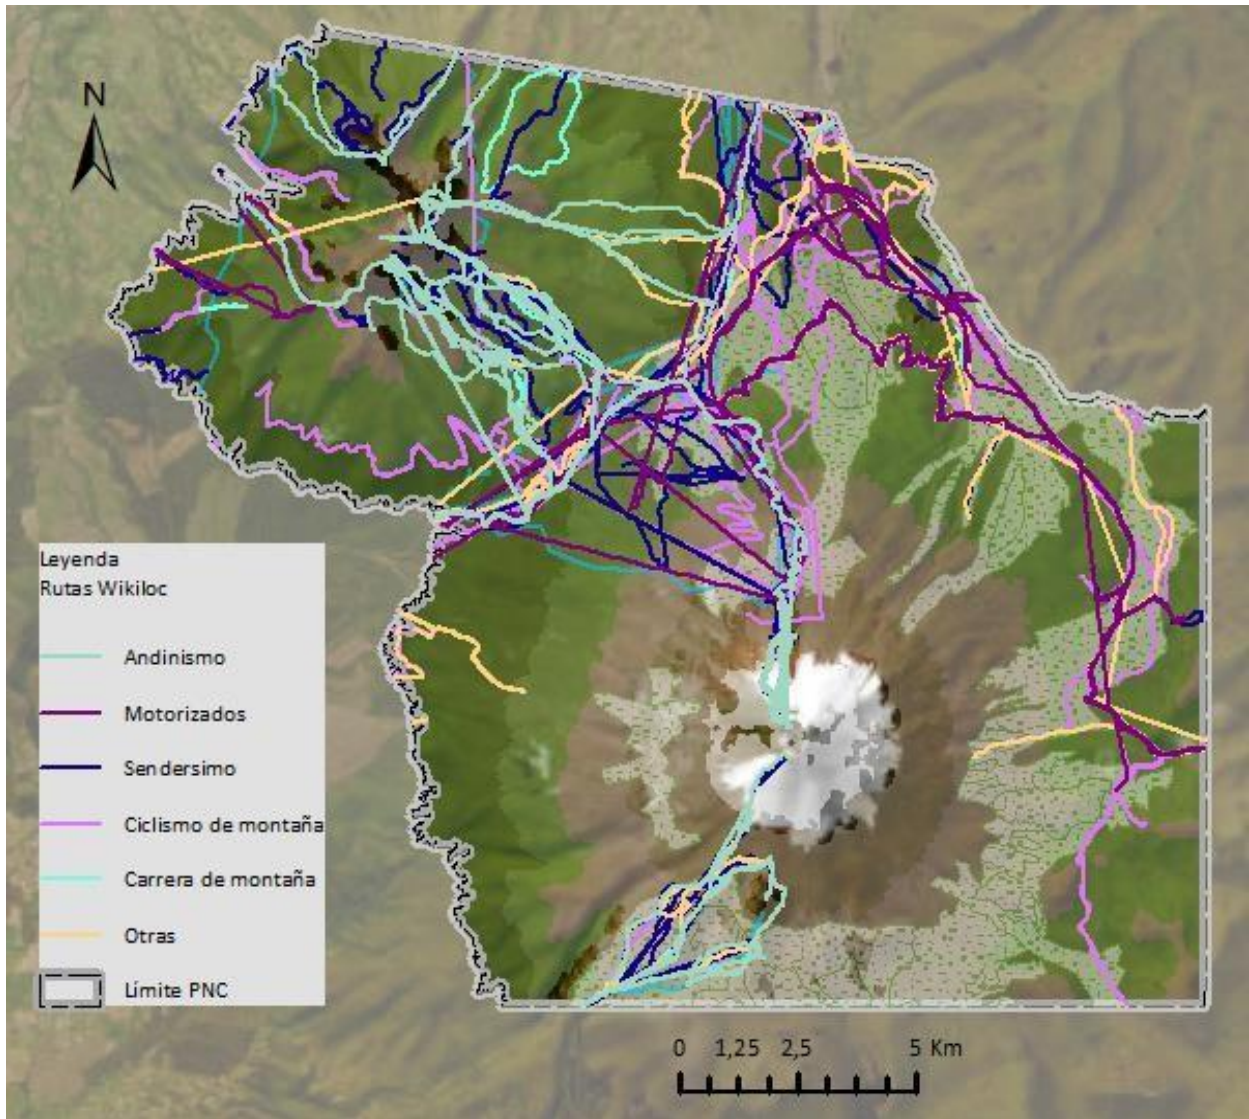 N
Leyenda
Rutas Wikiloc
Andinismo
Motorizados
Sendersimo
Ciclismo de montaña
Carrera de montaña
Otras
Límite PNC
0 1,25 2,5 5 Km